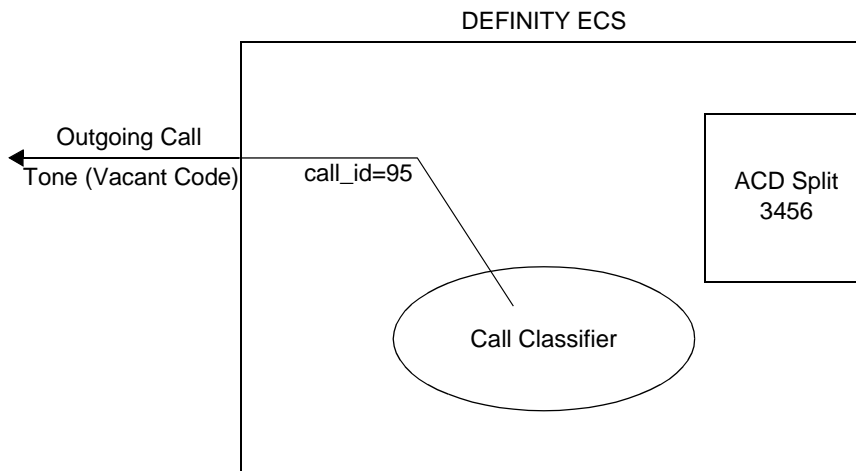 DEFINITY ECS
Outgoing Call
Tone (Vacant Code)
call_id=95
ACD Split
3456
Call Classifier